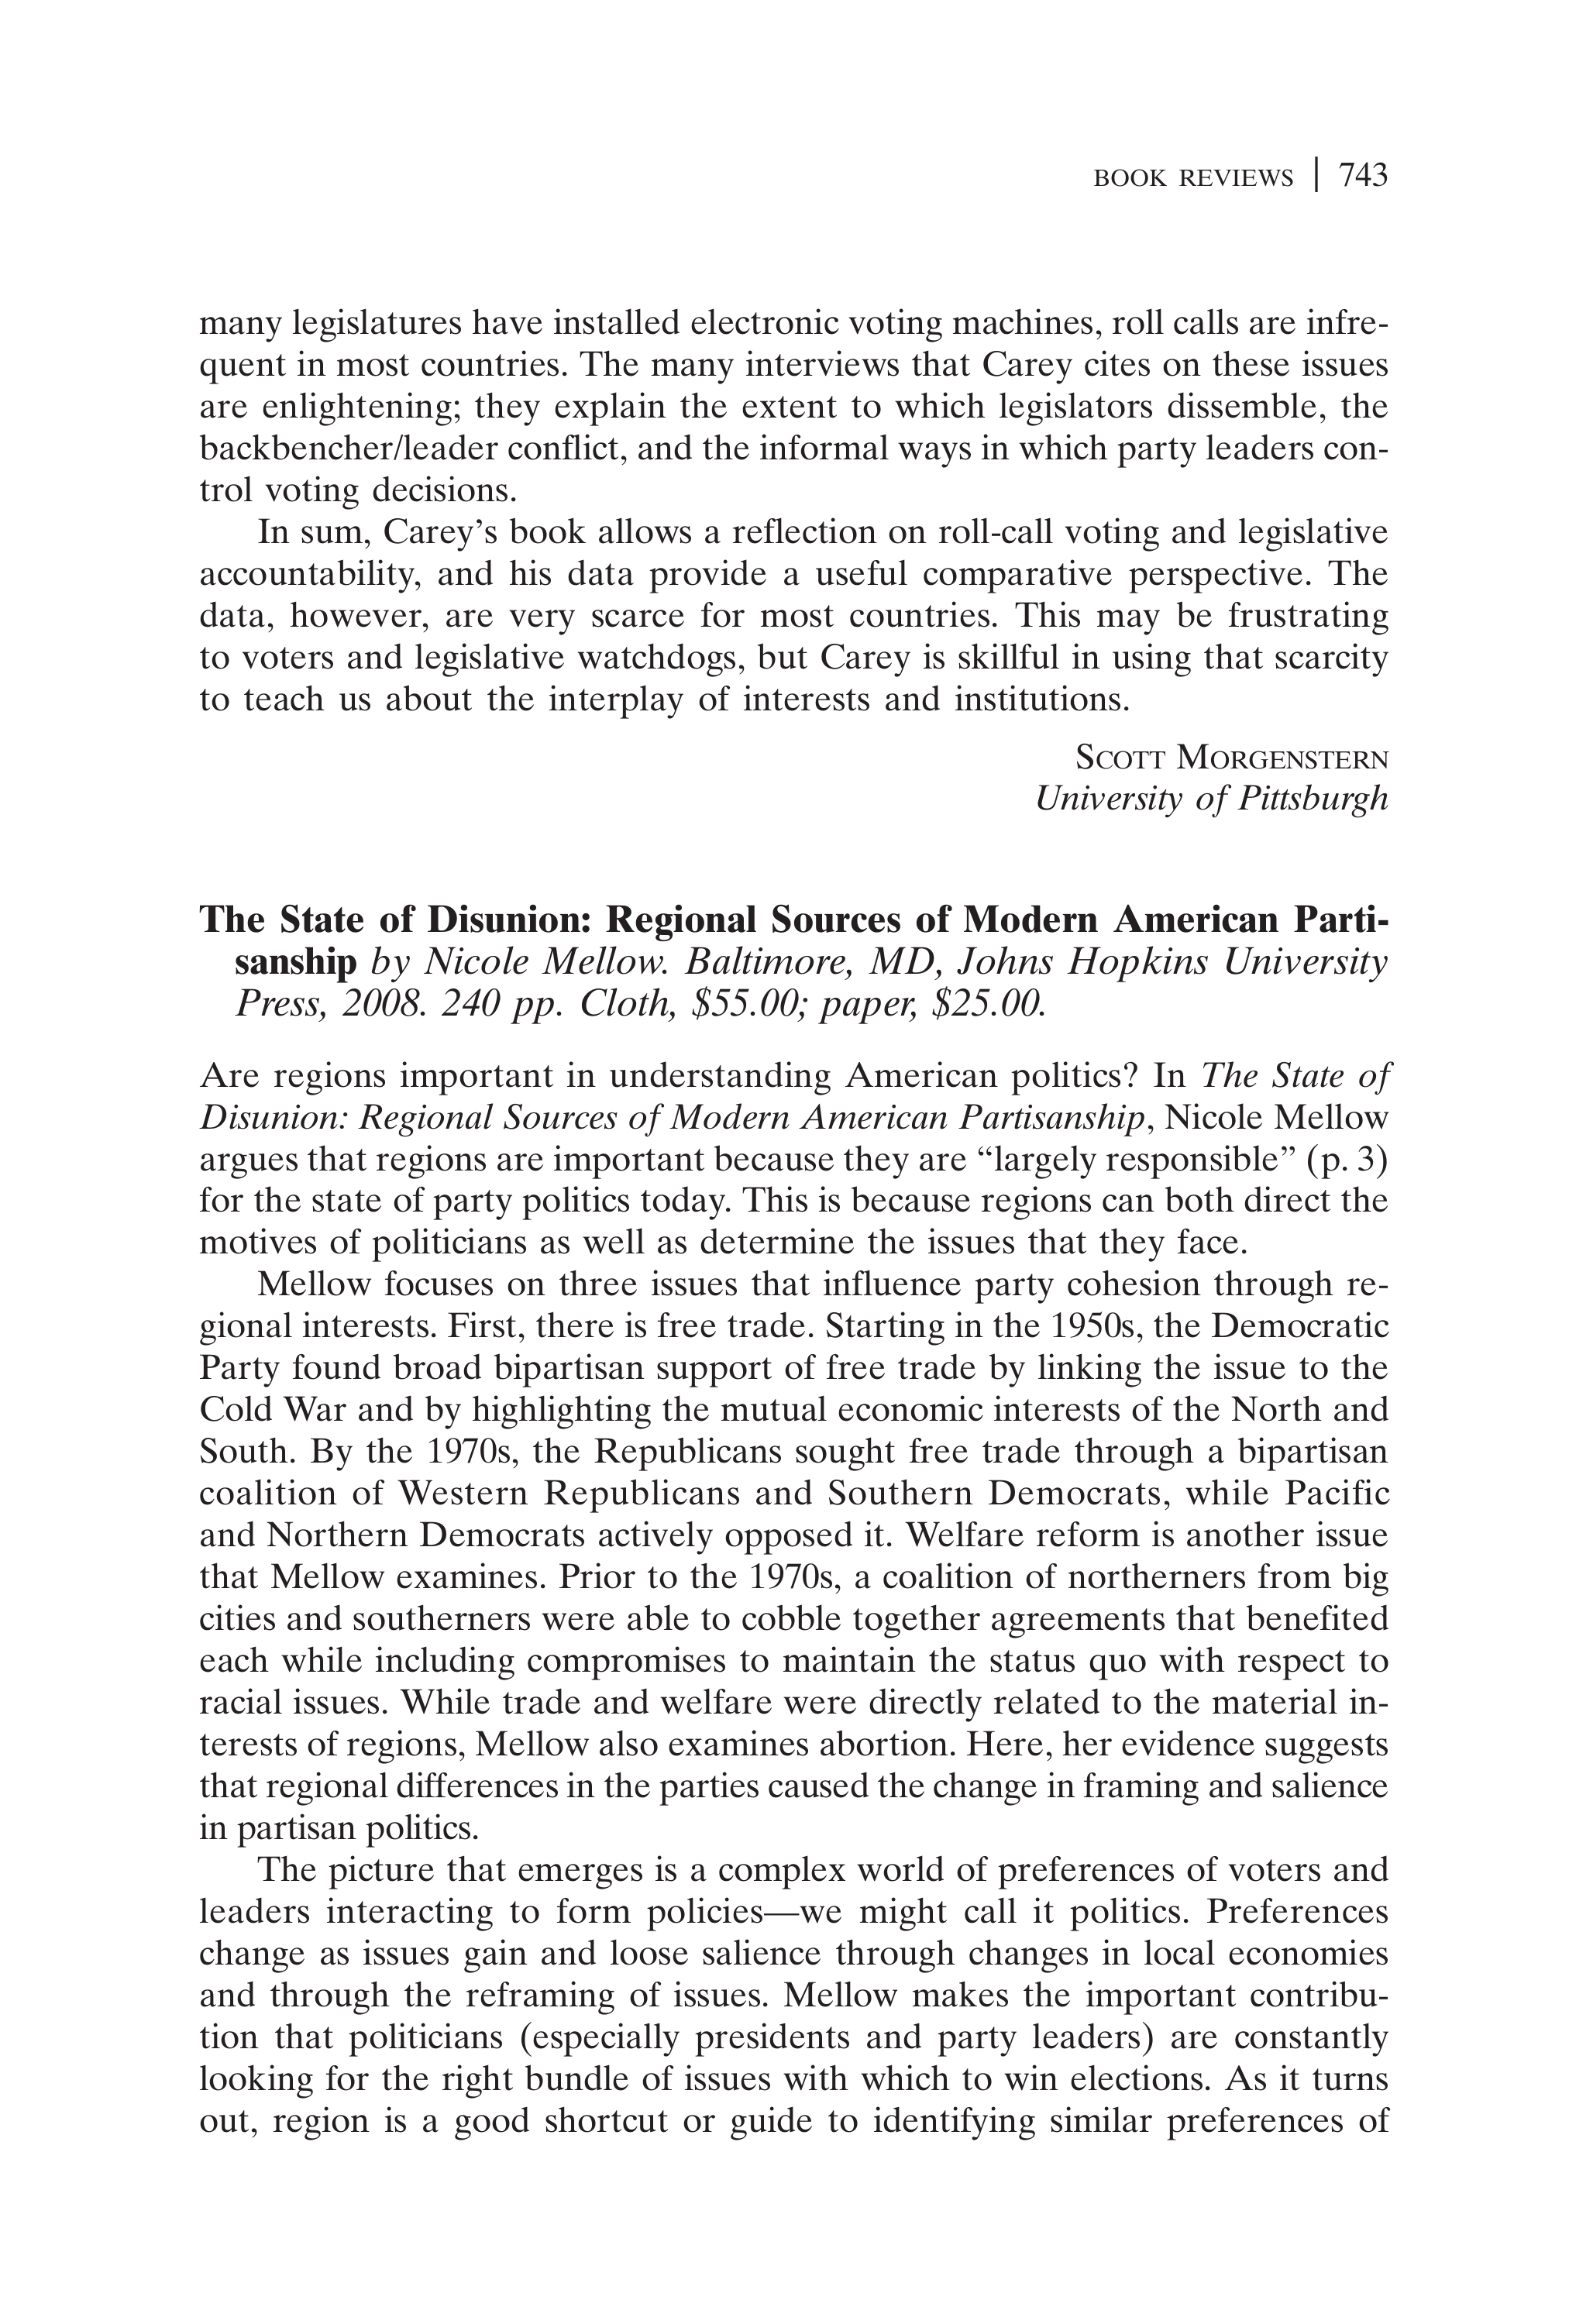 BOOK REVIEWS | 743
many legislatures have installed electronic voting machines, roll calls are infre-
quent in most countries. The many interviews that Carey cites on these issues
are enlightening; they explain the extent to which legislators dissemble, the
backbencher/leader conflict, and the informal ways in which party leaders con-
trol voting decisions.
In sum, Carey’s book allows a reflection on roll-call voting and legislative
accountability, and his data provide a useful comparative perspective. The
data, however, are very scarce for most countries. This may be frustrating
to voters and legislative watchdogs, but Carey is skillful in using that scarcity
to teach us about the interplay of interests and institutions.
SCOTT MORGENSTERN
University of Pittsburgh
The State of Disunion: Regional Sources of Modern American Parti-
sanship by Nicole Mellow. Baltimore, MD, Johns Hopkins University
Press, 2008. 240 pp. Cloth, $55.00; paper, $25.00.
Are regions important in understanding American politics? In The State of
Disunion: Regional Sources of Modern American Partisanship, Nicole Mellow
argues that regions are important because they are “largely responsible” (p. 3)
for the state of party politics today. This is because regions can both direct the
motives of politicians as well as determine the issues that they face.
Mellow focuses on three issues that influence party cohesion through re-
gional interests. First, there is free trade. Starting in the 1950s, the Democratic
Party found broad bipartisan support of free trade by linking the issue to the
Cold War and by highlighting the mutual economic interests of the North and
South. By the 1970s, the Republicans sought free trade through a bipartisan
coalition of Western Republicans and Southern Democrats, while Pacific
and Northern Democrats actively opposed it. Welfare reform is another issue
that Mellow examines. Prior to the 1970s, a coalition of northerners from big
cities and southerners were able to cobble together agreements that benefited
each while including compromises to maintain the status quo with respect to
racial issues. While trade and welfare were directly related to the material in-
terests of regions, Mellow also examines abortion. Here, her evidence suggests
that regional differences in the parties caused the change in framing and salience
in partisan politics.
The picture that emerges is a complex world of preferences of voters and
leaders interacting to form policies—we might call it politics. Preferences
change as issues gain and loose salience through changes in local economies
and through the reframing of issues. Mellow makes the important contribu-
tion that politicians (especially presidents and party leaders) are constantly
looking for the right bundle of issues with which to win elections. As it turns
out, region is a good shortcut or guide to identifying similar preferences of